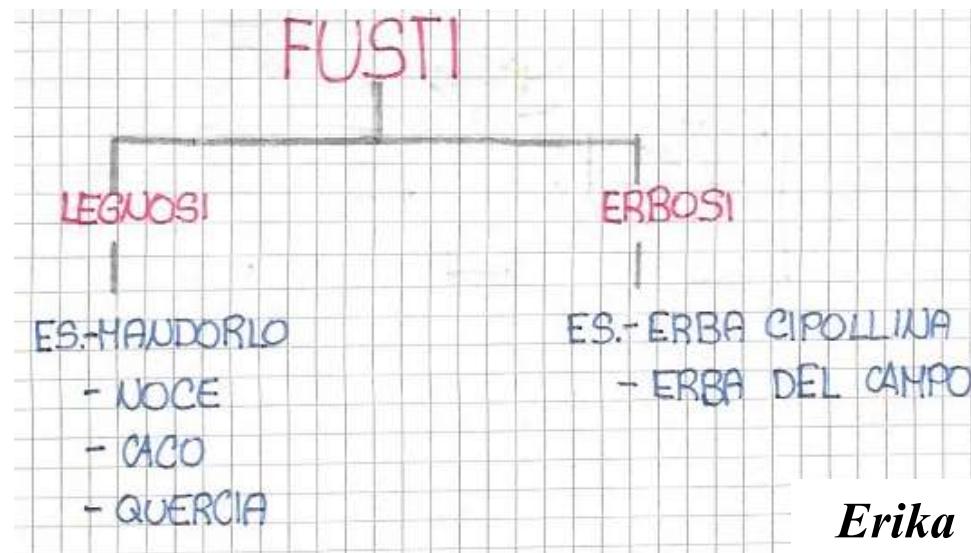 FUSTI
LEGNOSI ERBOSI
ES.-MANDORLO
- NOCE
- CACO
- QUERCIA
ES.- ERBA CIPOLLINA
- ERBA DEL CAMPO
Erika